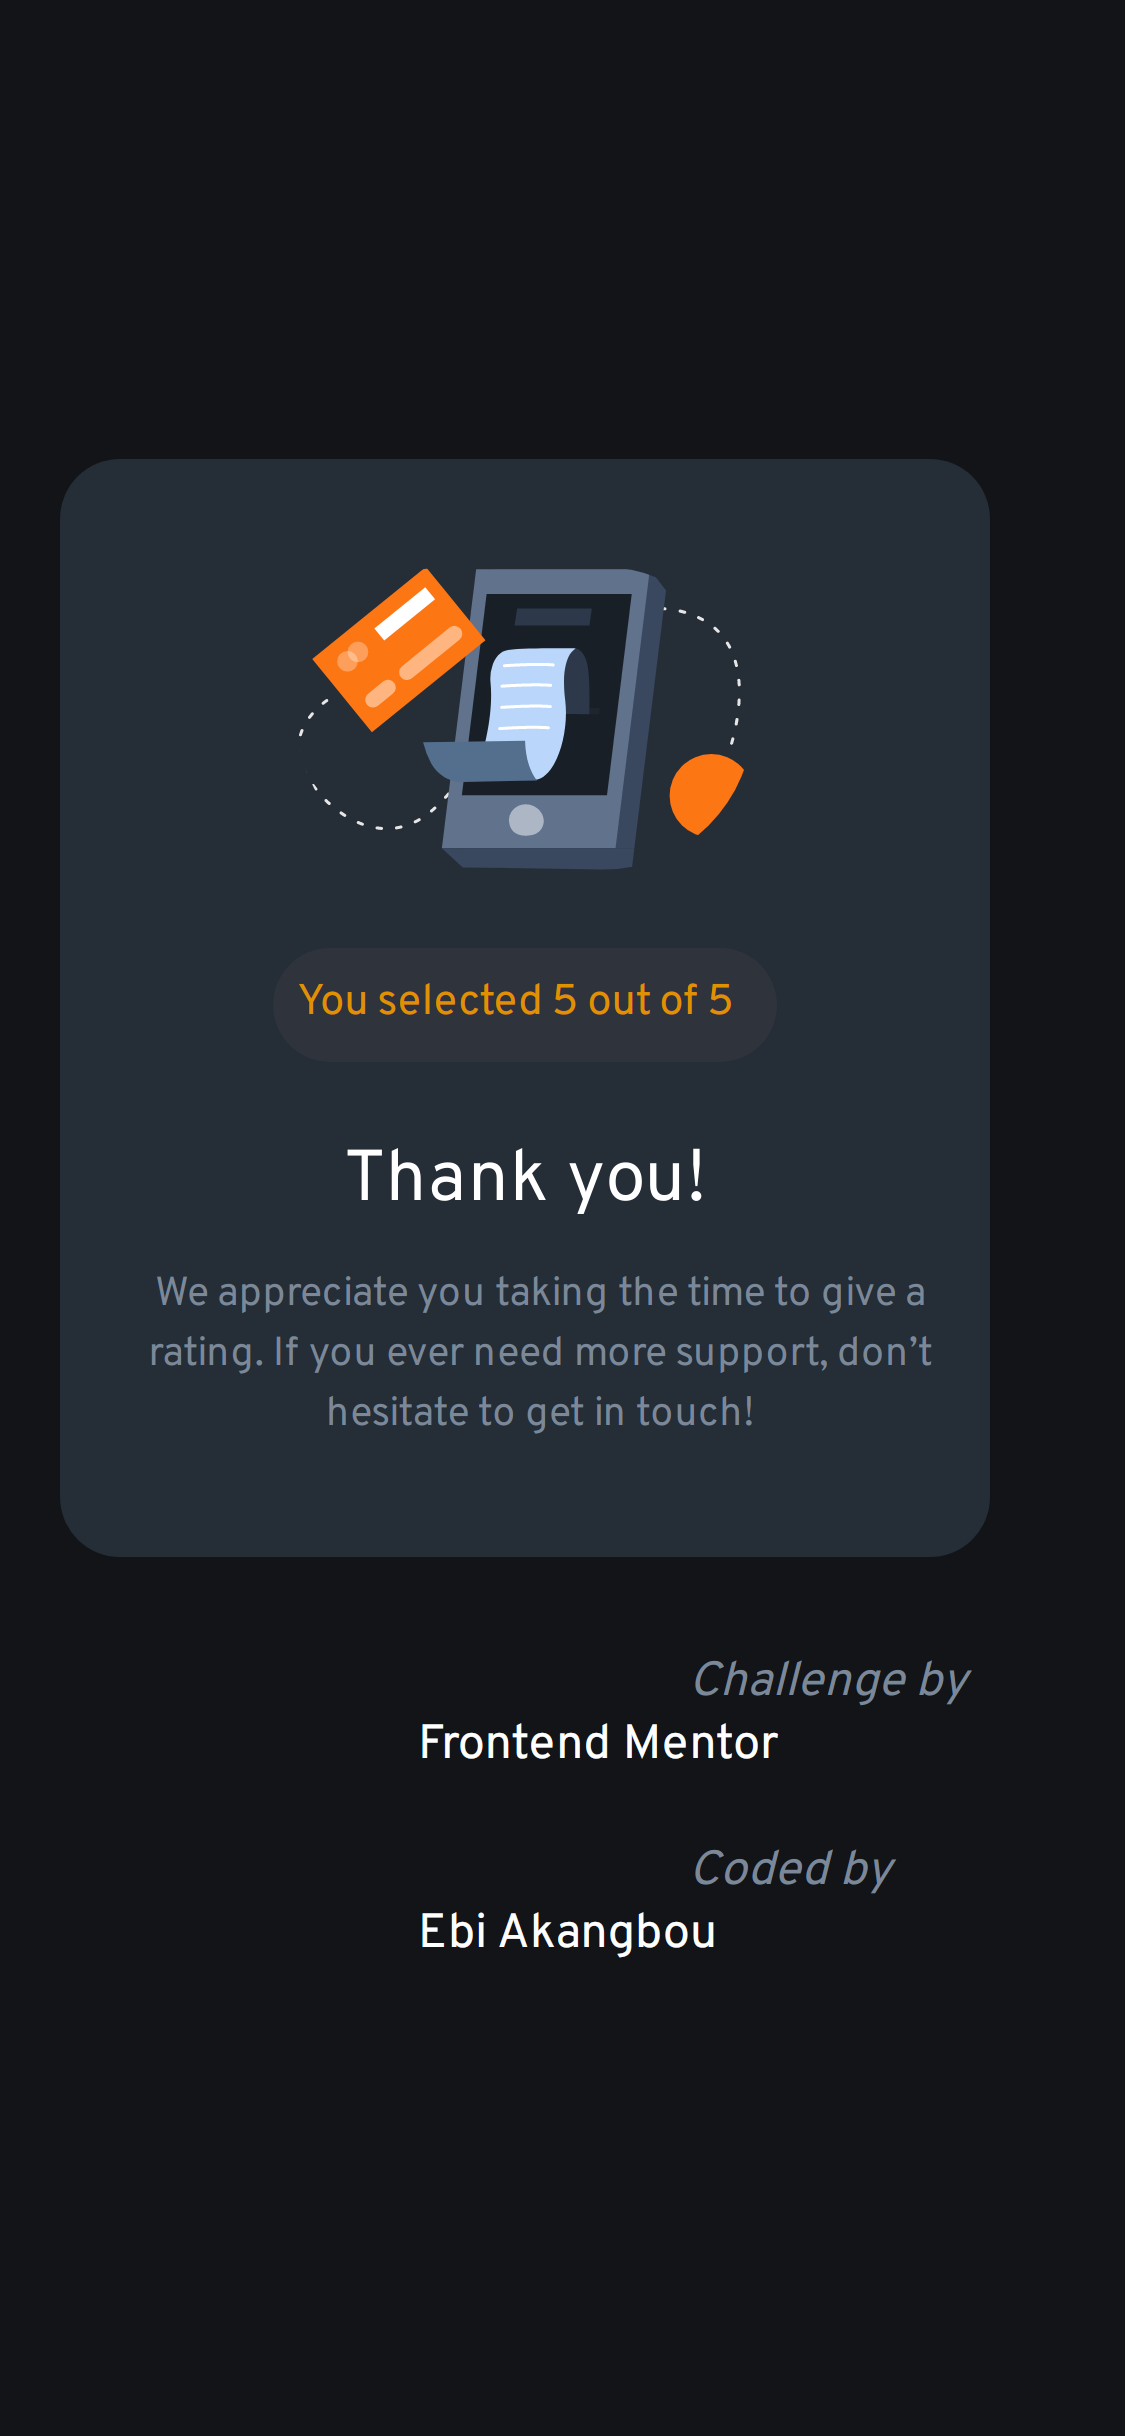 You selected 5 out of 5
Thank you!
We appreciate you taking the time to give a
rating. If you ever need more support, don’t
hesitate to get in touch!
Challenge by
Frontend Mentor
Coded by
Ebi Akangbou